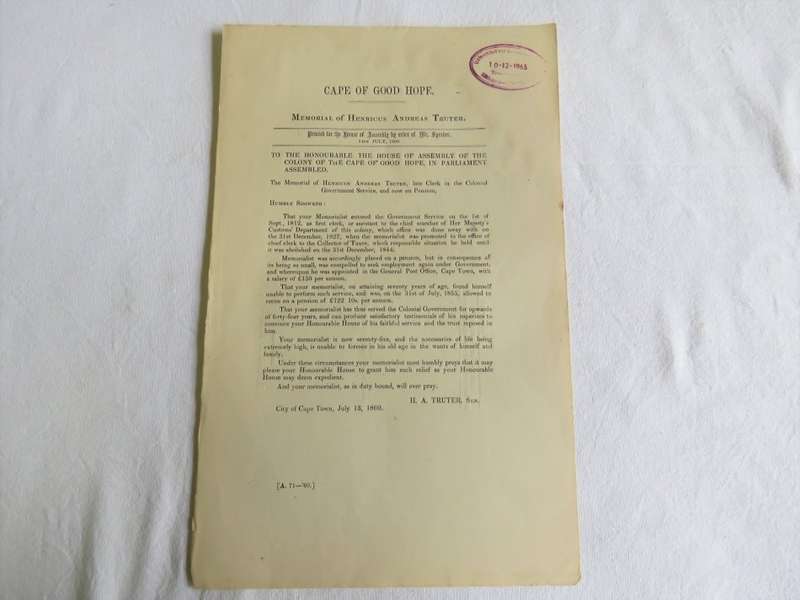 10-12-1963
CAPE OF GOOD HOPE.
MEMORIAL of HENRICUS ANDREAS TRUTER.
Printed for the House of Assembly by order of Mr. Speaker.
JULY, 1860.
TO THE HONOURABLE THE HOUSE OF ASSEMBLY OF THE
COLONY OF THE CAPE OF GOOD HOPE, IN PARLIAMENT
ASSEMBLED.
The Memorial of HENRICUS ANDREAS TRUTER, late Clerk in the Colonial
Government Service, and now on Pension,
HUMBLY SHOWETH:
That your Memorialist entered the Government Service on the 1st of
Sept., 1812, as first clerk, or assistant to the chief searcher of Her Majesty's
Customs' Department of this colony, which office was done away with on
the 31st December, 1827, when the memorialist was promoted to the office of
chief clerk to the Collector of Taxes, which responsible situation he held until
it was abolished on the 31st December, 1844.
Memorialist was accordingly placed on a pension, but in consequence of
its being so small, was compelled to seek employment again under Government,
and whereupon he was appointed in the General Post Office, Cape Town, with
a salary of £150 per annum.
That your memorialist, on attaining seventy years of age, found himself
unable to perform such service, and was, on the 31st of July, 1855, allowed to
retire on a pension of £122 10s. per annum.
That your memorialist has thus served the Colonial Government for upwards
of forty-four years, and can produce satisfactory testimonials of his superiors to
convince your Honourable House of his faithful service and the trust reposed in
him.
Your memorialist is now seventy-five, and the necessaries of life being
extremely high, is unable to foresee in his old age in the wants of himself and
family.
Under these circumstances your memorialist most humbly prays that it may
please your Honourable House to grant him such relief as your Honourable
House may deem expedient.
And your memorialist, as in duty bound, will ever pray.
H. A. TRUTER, SEN.
City of Cape Town, July 13, 1860.
[A. 71—'60.]